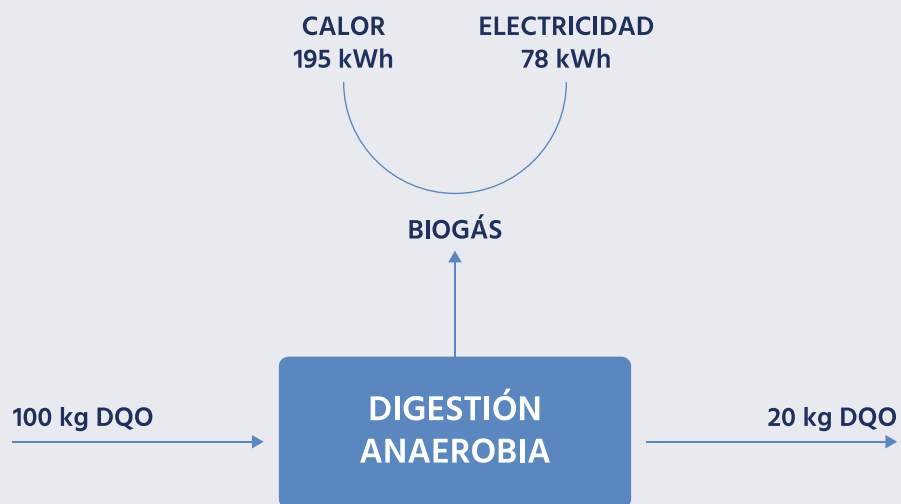 CALOR
195 kWh
ELECTRICIDAD
78 kWh
BIOGÁS
100 kg DQO
DIGESTIÓN
ANAEROBIA
20 kg DQO